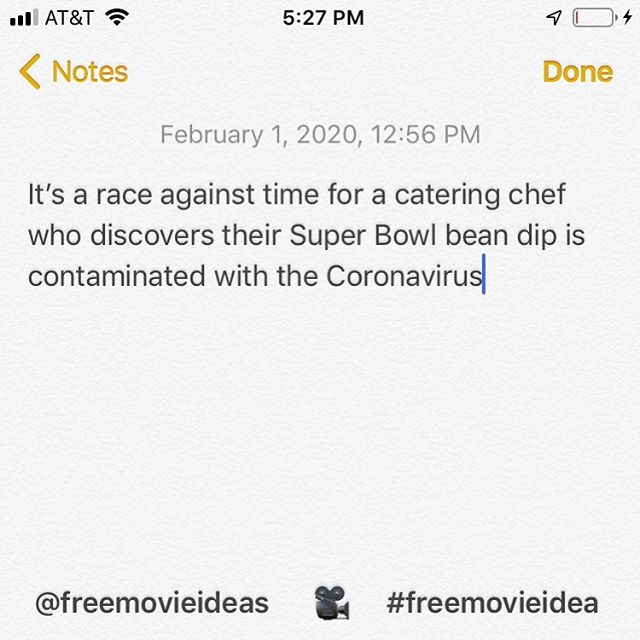 AT&T
5:27 PM
Notes
Done
February 1, 2020, 12:56 PM
It’s a race against time for a catering chef
who discovers their Super Bowl bean dip is
contaminated with the Coronavirus
@freemovieideas
#freemovieidea